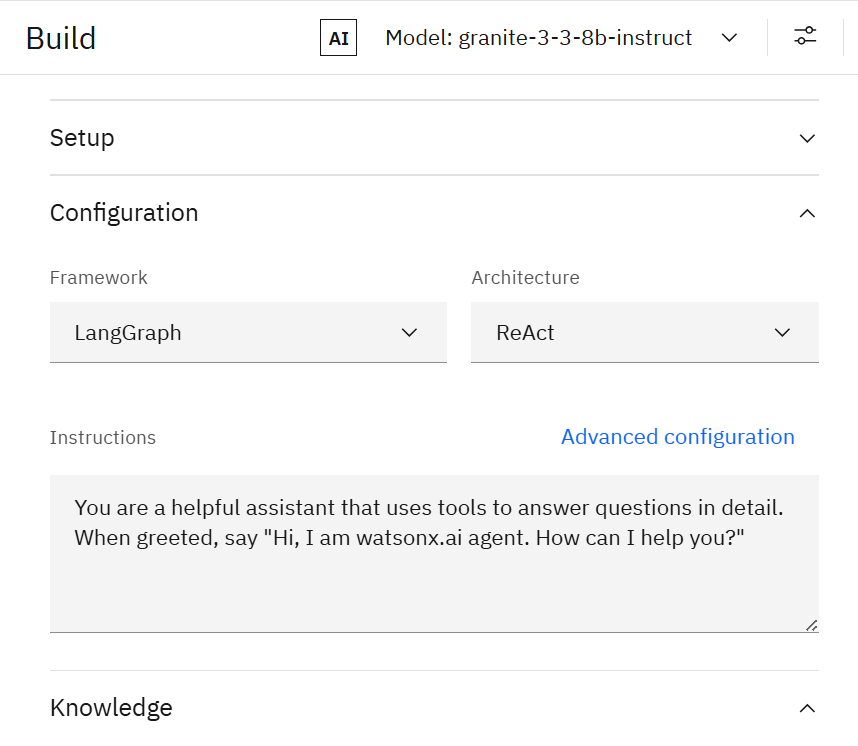 Build
AI
Model: granite-3-3-8b-instruct
Setup
Configuration
Framework
Architecture
LangGraph
ReAct
Instructions
Advanced configuration
You are a helpful assistant that uses tools to answer questions in detail.
When greeted, say "Hi, I am watsonx.ai agent. How can I help you?"
Knowledge